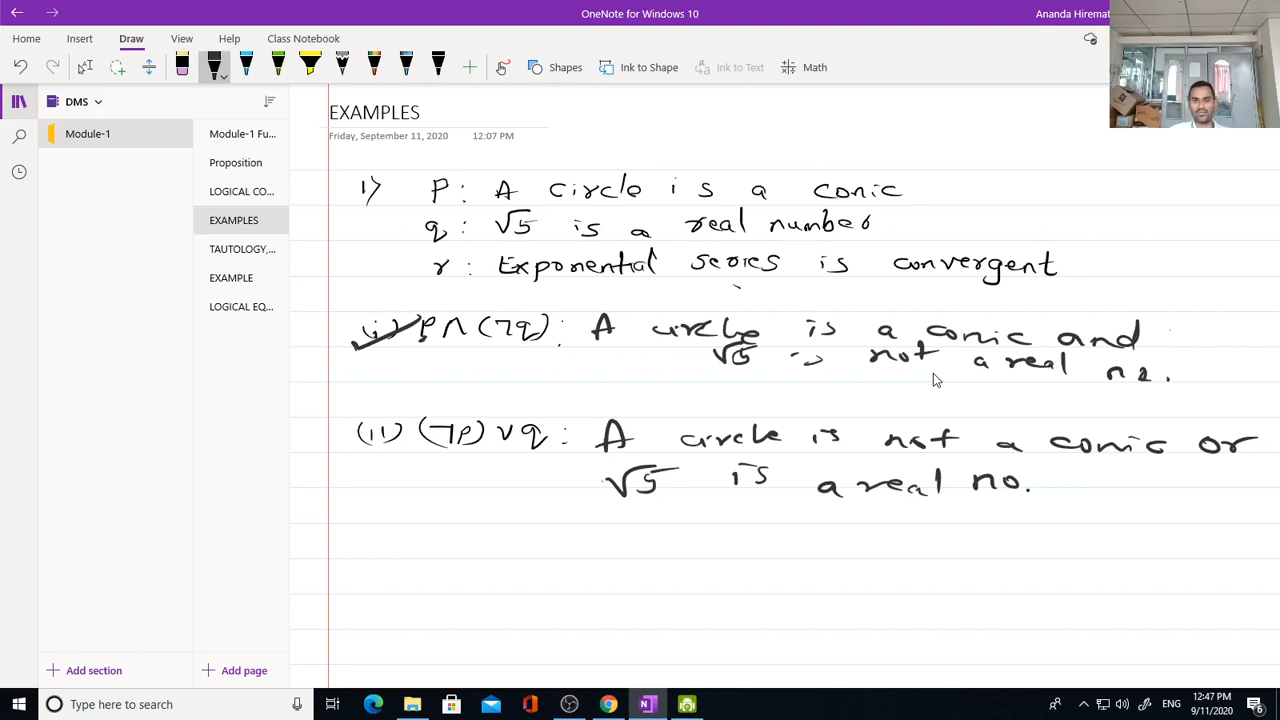 OneNote for Windows 10
Ananda Hiremat
Home Insert Draw View Help Class Notebook
Shapes Ink to Shape Ink to Text Math
DMS
Module-1
Module-1 Fu...
Proposition
LOGICAL CO...
EXAMPLES
TAUTOLOGY,...
EXAMPLE
LOGICAL EQ...
Add section
Add page
EXAMPLES
Friday, September 11, 2020 12:07 PM
1) P: A circle is a conic
q: √5 is a real number
r: Exponential series is convergent
(i) P ∧ (¬q): A circle is a conic and
√5 is not a real no.
(ii) (¬P) ∨ q: A circle is not a conic or
√5 is a real no.
Type here to search
ENG
12:47 PM
9/11/2020
6